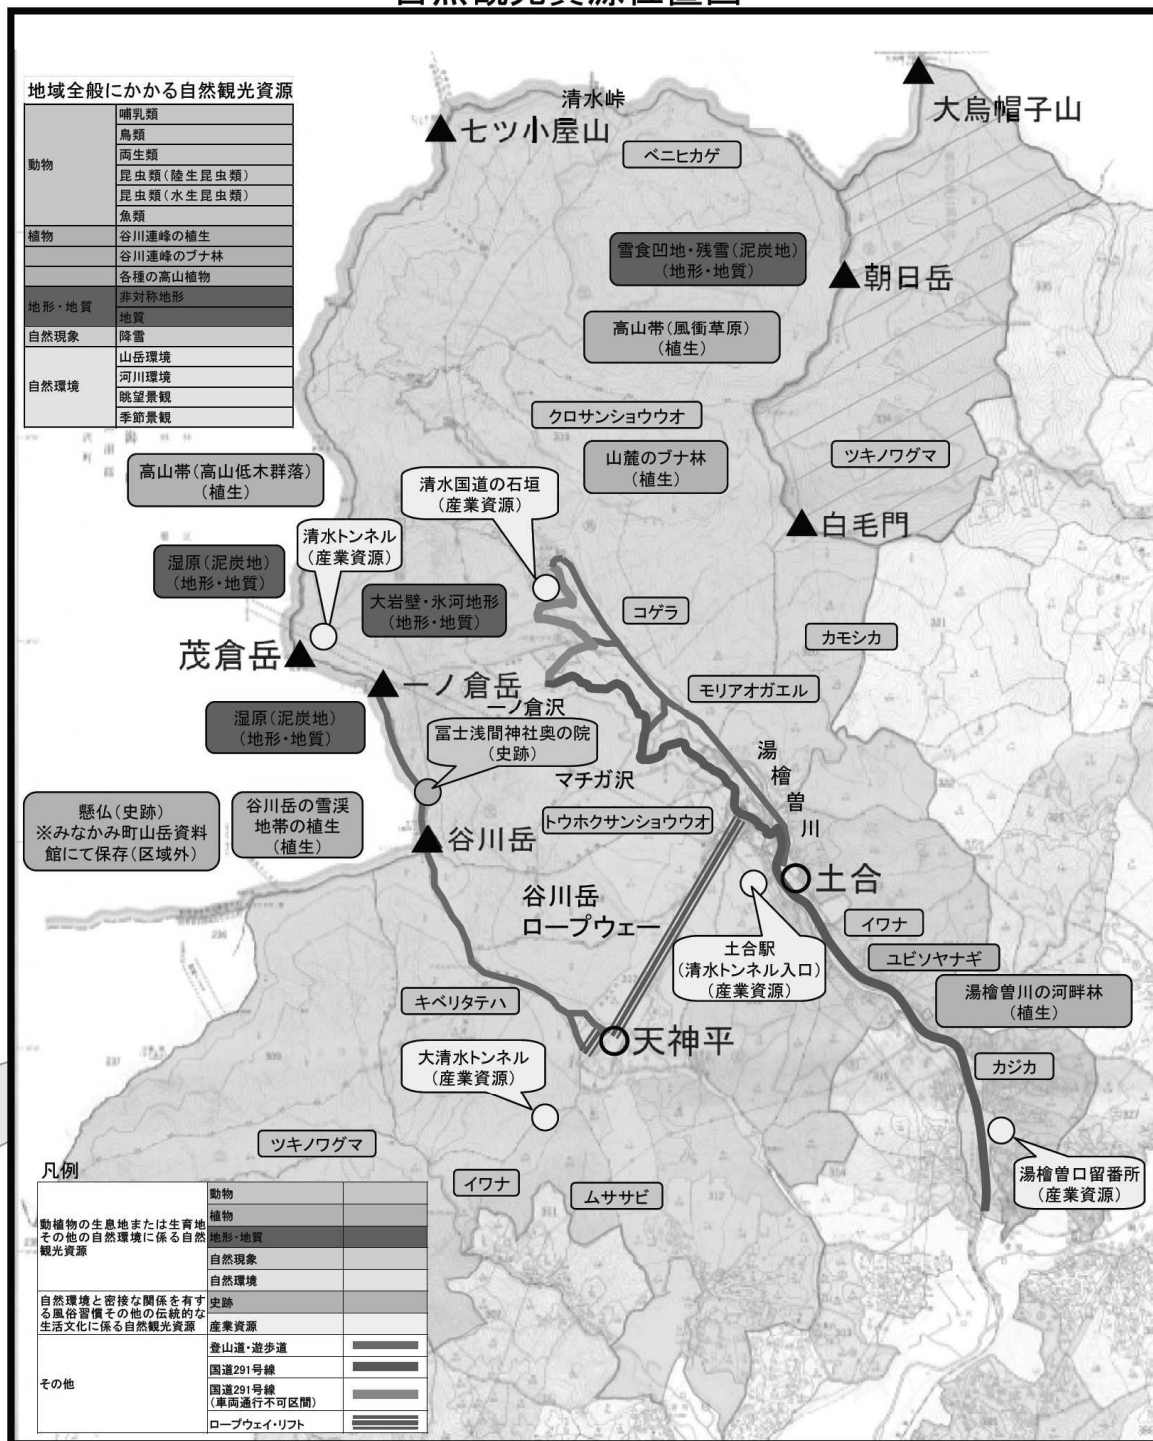 自然観光資源位置図
地域全般にかかる自然観光資源
動物
哺乳類
鳥類
両生類
昆虫類(陸生昆虫類)
昆虫類(水生昆虫類)
魚類
植物
谷川連峰の植生
谷川連峰のブナ林
各種の高山植物
地形・地質
非対称地形
地質
自然現象
降雪
自然環境
山岳環境
河川環境
眺望景観
季節景観
清水峠
七ツ小屋山
大烏帽子山
ベニヒカゲ
雪食凹地・残雪(泥炭地)
(地形・地質)
朝日岳
高山帯(風衝草原)
(植生)
クロサンショウウオ
山麓のブナ林
(植生)
ツキノワグマ
高山帯(高山低木群落)
(植生)
清水国道の石垣
(産業資源)
白毛門
清水トンネル
(産業資源)
湿原(泥炭地)
(地形・地質)
大岩壁・氷河地形
(地形・地質)
コゲラ
カモシカ
茂倉岳
一ノ倉岳
一ノ倉沢
モリアオガエル
湿原(泥炭地)
(地形・地質)
冨士浅間神社奥の院
(史跡)
マチガ沢
湯檜曽川
懸仏(史跡)
※みなかみ町山岳資料
館にて保存(区域外)
谷川岳の雪渓
地帯の植生
(植生)
トウホクサンショウウオ
谷川岳
土合
谷川岳
ロープウェー
イワナ
土合駅
(清水トンネル入口)
(産業資源)
ユビソヤナギ
湯檜曽川の河畔林
(植生)
キベリタテハ
天神平
大清水トンネル
(産業資源)
カジカ
ツキノワグマ
イワナ
ムササビ
湯檜曽口留番所
(産業資源)
凡例
動植物の生息地または生育地
その他の自然環境に係る自然
観光資源
動物
植物
地形・地質
自然現象
自然環境
自然環境と密接な関係を有す
る風俗習慣その他の伝統的な
生活文化に係る自然観光資源
史跡
産業資源
その他
登山道・遊歩道
国道291号線
国道291号線
(車両通行不可区間)
ロープウェイ・リフト